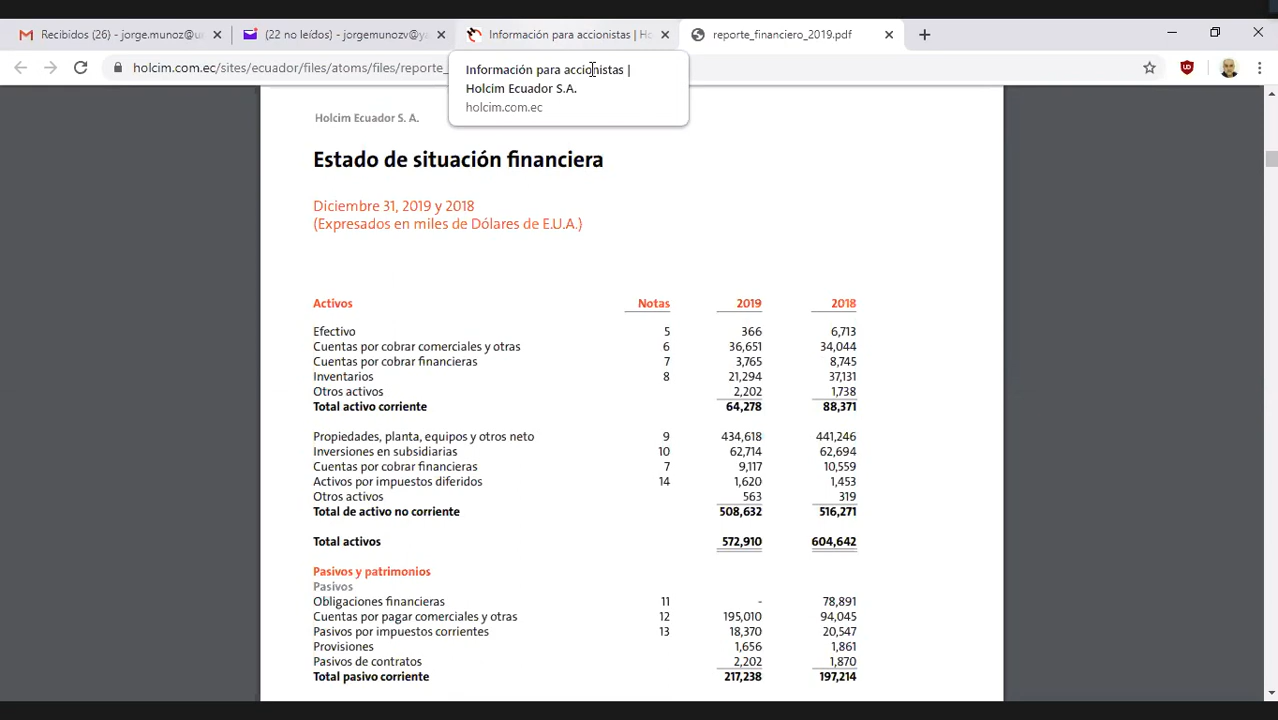 Recibidos (26) - jorge.munoz@u
(22 no leídos) - jorgemunozv@ya
Información para accionistas | Ho
reporte_financiero_2019.pdf
holcim.com.ec/sites/ecuador/files/atoms/files/reporte_
Información para accionistas |
Holcim Ecuador S.A.
holcim.com.ec
Holcim Ecuador S. A.
Estado de situación financiera
Diciembre 31, 2019 y 2018
(Expresados en miles de Dólares de E.U.A.)
Activos Notas 2019 2018
Efectivo 5 366 6,713
Cuentas por cobrar comerciales y otras 6 36,651 34,044
Cuentas por cobrar financieras 7 3,765 8,745
Inventarios 8 21,294 37,131
Otros activos 2,202 1,738
Total activo corriente 64,278 88,371
Propiedades, planta, equipos y otros neto 9 434,618 441,246
Inversiones en subsidiarias 10 62,714 62,694
Cuentas por cobrar financieras 7 9,117 10,559
Activos por impuestos diferidos 14 1,620 1,453
Otros activos 563 319
Total de activo no corriente 508,632 516,271
Total activos 572,910 604,642
Pasivos y patrimonios
Pasivos
Obligaciones financieras 11 - 78,891
Cuentas por pagar comerciales y otras 12 195,010 94,045
Pasivos por impuestos corrientes 13 18,370 20,547
Provisiones 1,656 1,861
Pasivos de contratos 2,202 1,870
Total pasivo corriente 217,238 197,214